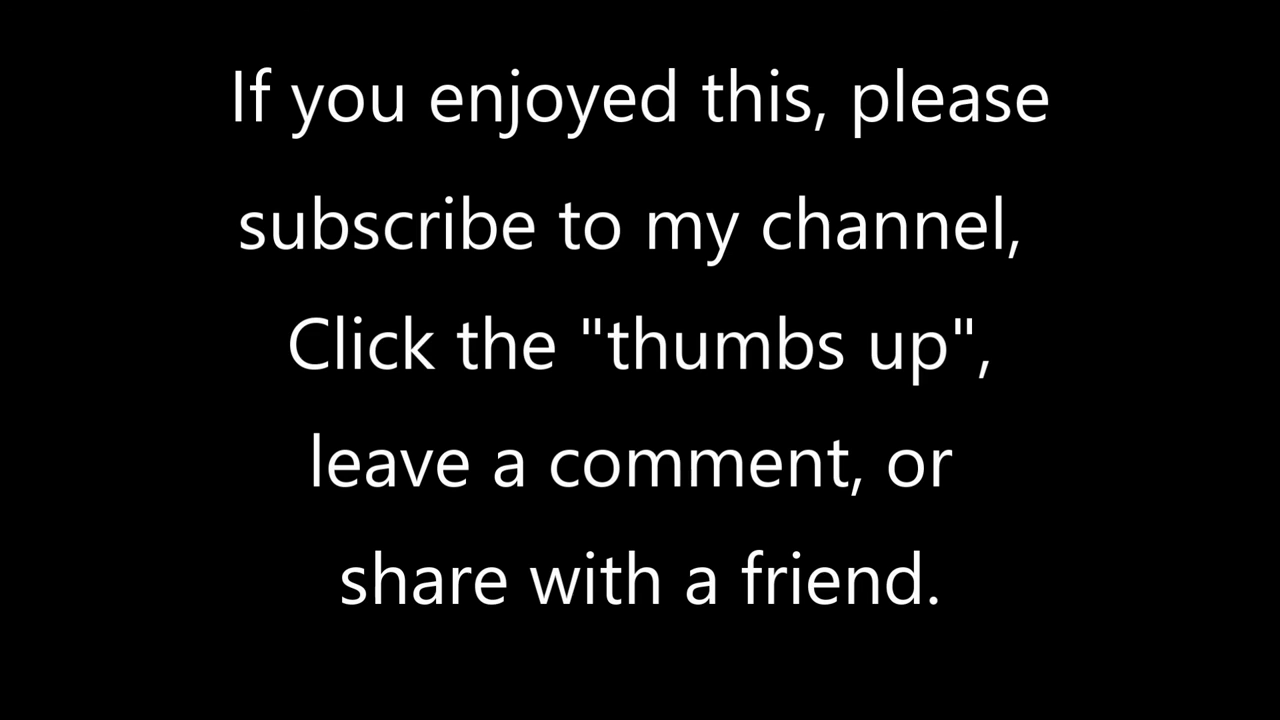 If you enjoyed this, please
subscribe to my channel,
Click the "thumbs up",
leave a comment, or
share with a friend.